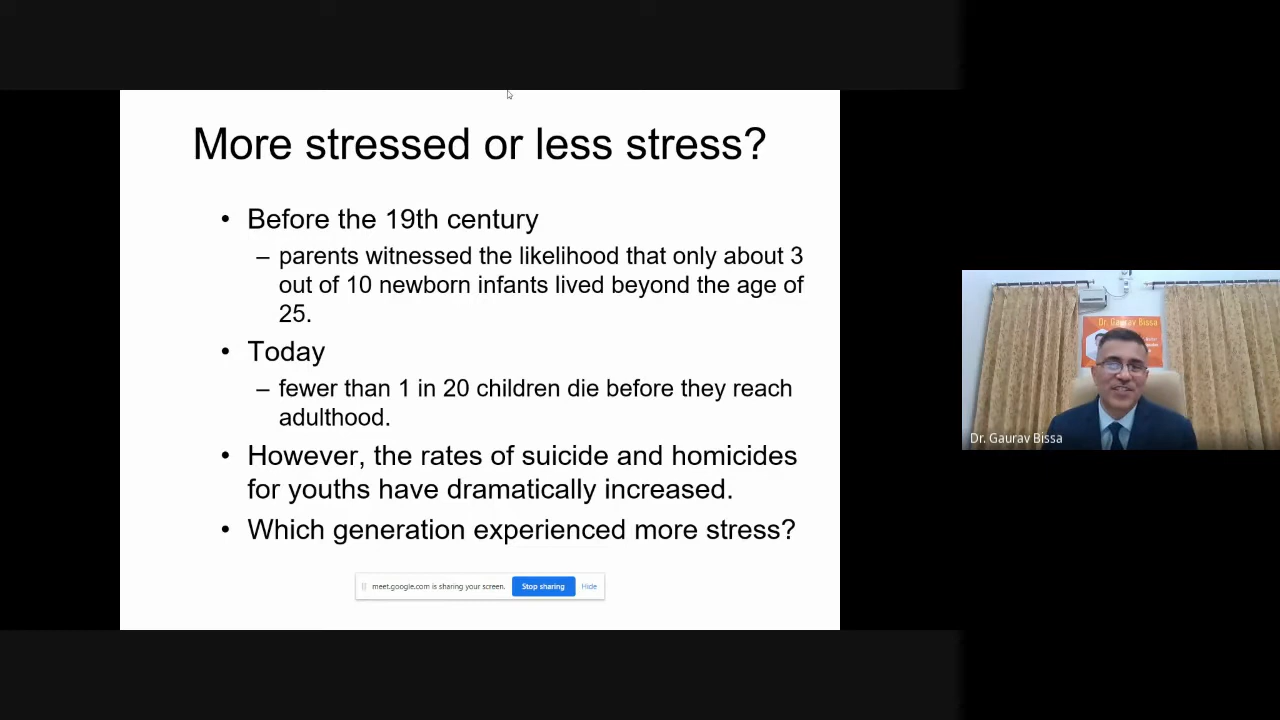 More stressed or less stress?
• Before the 19th century
– parents witnessed the likelihood that only about 3
out of 10 newborn infants lived beyond the age of
25.
• Today
– fewer than 1 in 20 children die before they reach
adulthood.
• However, the rates of suicide and homicides
for youths have dramatically increased.
• Which generation experienced more stress?
meet.google.com is sharing your screen. Stop sharing Hide
Dr. Gaurav Bissa
Dr. Gaurav Bissa